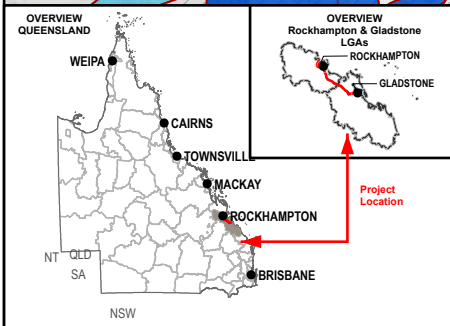 OVERVIEW
QUEENSLAND
WEIPA
CAIRNS
TOWNSVILLE
MACKAY
ROCKHAMPTON
BRISBANE
NT
QLD
SA
NSW
OVERVIEW
Rockhampton & Gladstone
LGAs
ROCKHAMPTON
GLADSTONE
Project
Location